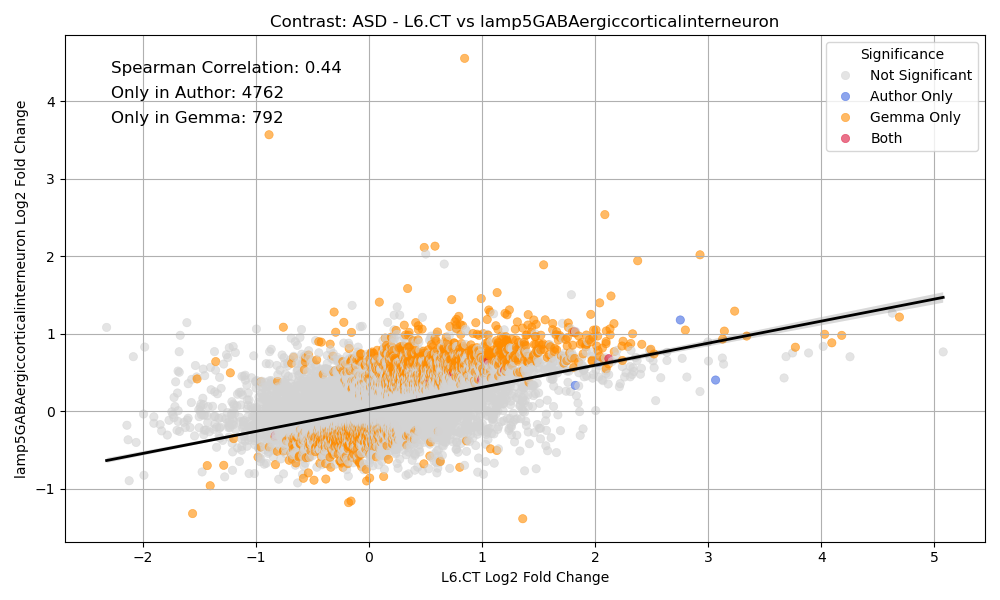 Contrast: ASD - L6.CT vs lamp5GABAergiccorticalinterneuron
Spearman Correlation: 0.44
Only in Author: 4762
Only in Gemma: 792
Significance
Not Significant
Author Only
Gemma Only
Both
lamp5GABAergiccorticalinterneuron Log2 Fold Change
4
3
2
1
0
−1
−2
−1
0
1
2
3
4
5
L6.CT Log2 Fold Change